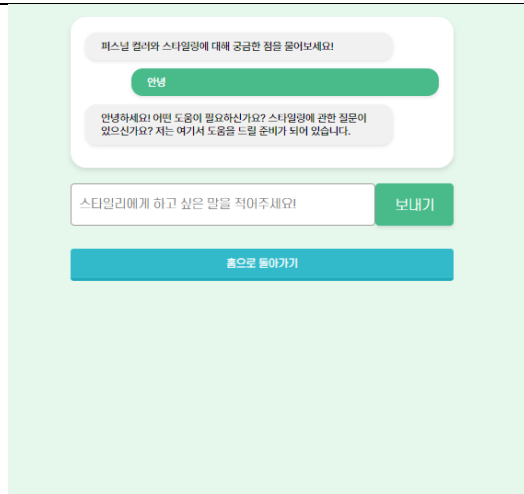 퍼스널 컬러와 스타일링에 대해 궁금한 점을 물어보세요!
안녕
안녕하세요! 어떤 도움이 필요하신가요? 스타일링에 관한 질문이
있으신가요? 저는 여기서 도움을 드릴 준비가 되어 있습니다.
스타일리에게 하고 싶은 말을 적어주세요!
보내기
홈으로 돌아가기